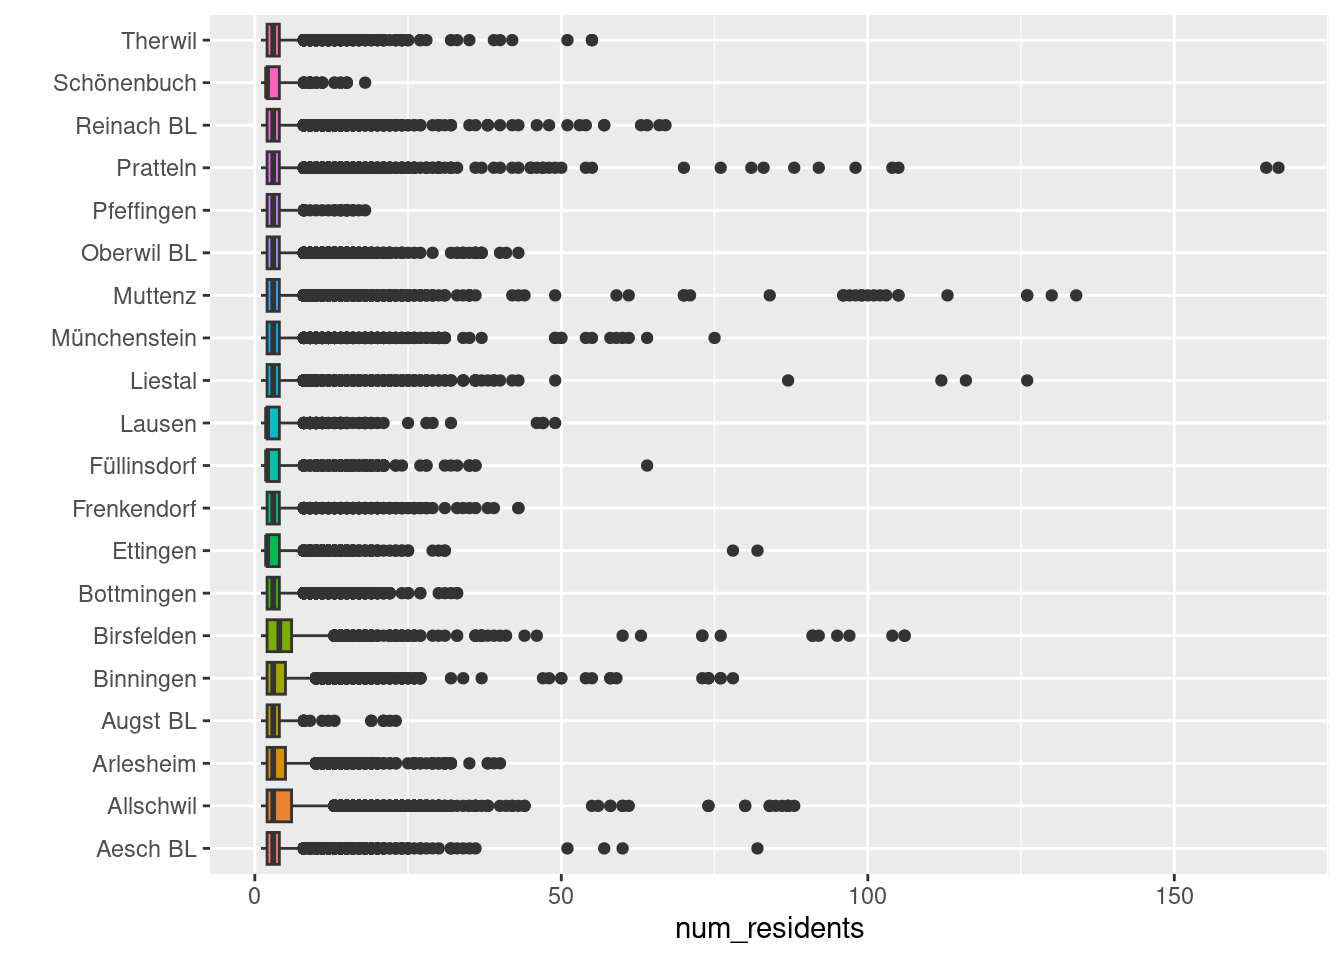 Therwil
Schönenbuch
Reinach BL
Pratteln
Pfeffingen
Oberwil BL
Muttenz
Münchenstein
Liestal
Lausen
Füllinsdorf
Frenkendorf
Ettingen
Bottmingen
Birsfelden
Binningen
Augst BL
Arlesheim
Allschwil
Aesch BL
0 50 100 150
num_residents